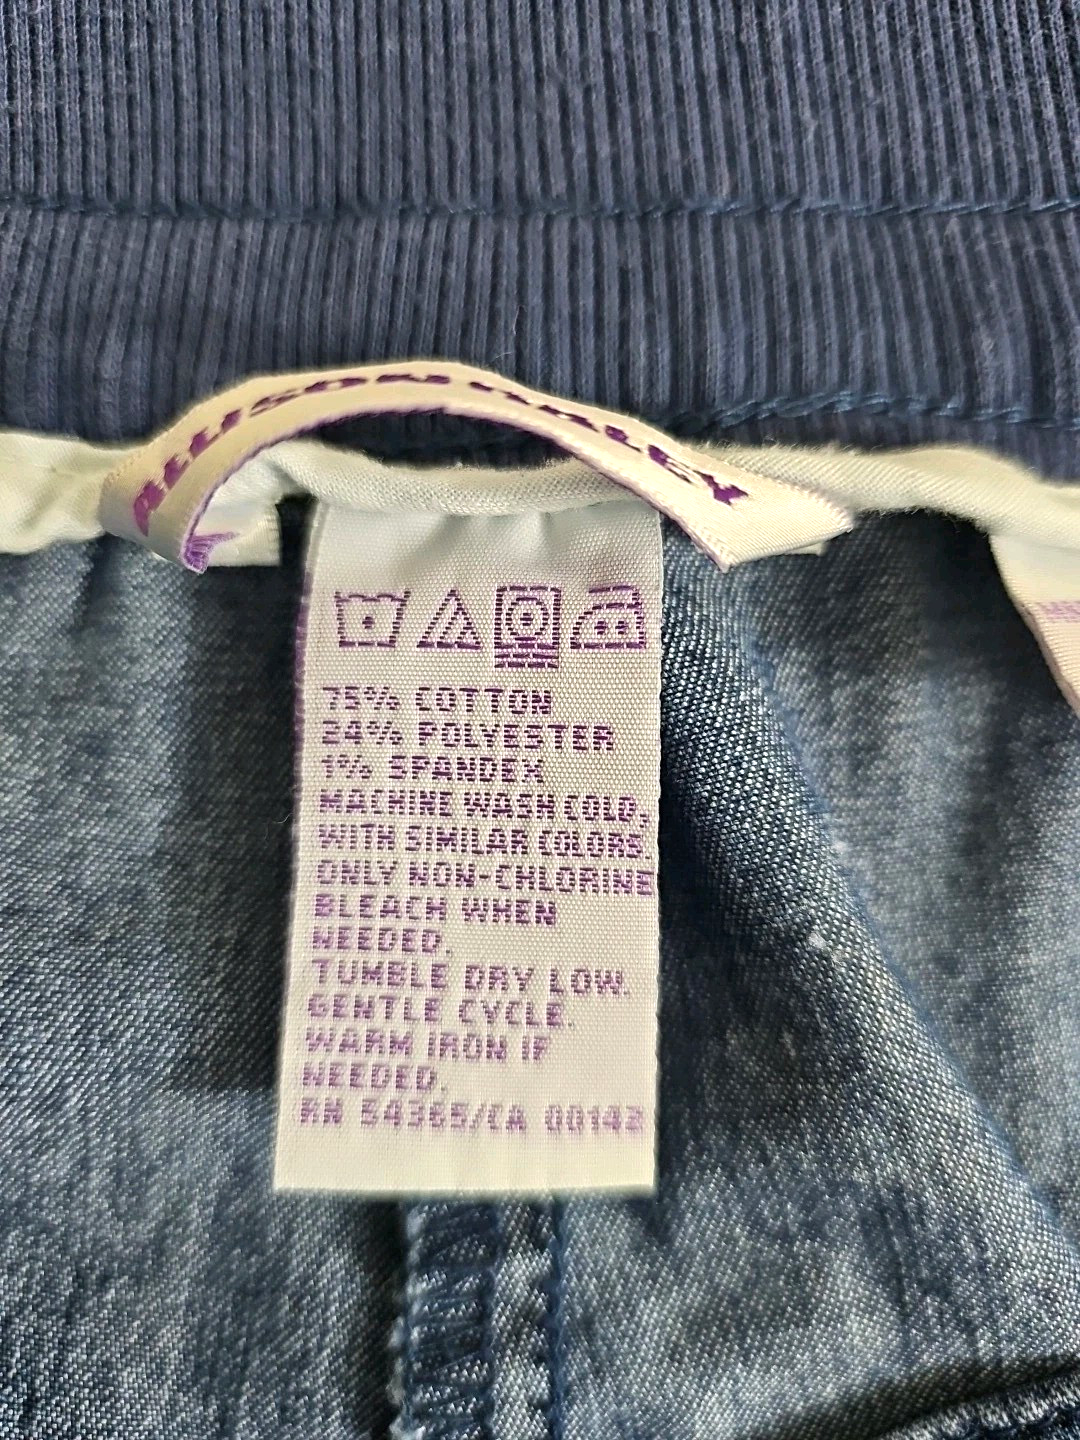 allison daley
75% COTTON
24% POLYESTER
1% SPANDEX
MACHINE WASH COLD,
WITH SIMILAR COLORS.
ONLY NON-CHLORINE
BLEACH WHEN
NEEDED.
TUMBLE DRY LOW.
GENTLE CYCLE.
WARM IRON IF
NEEDED.
RN 54365/CA 00142